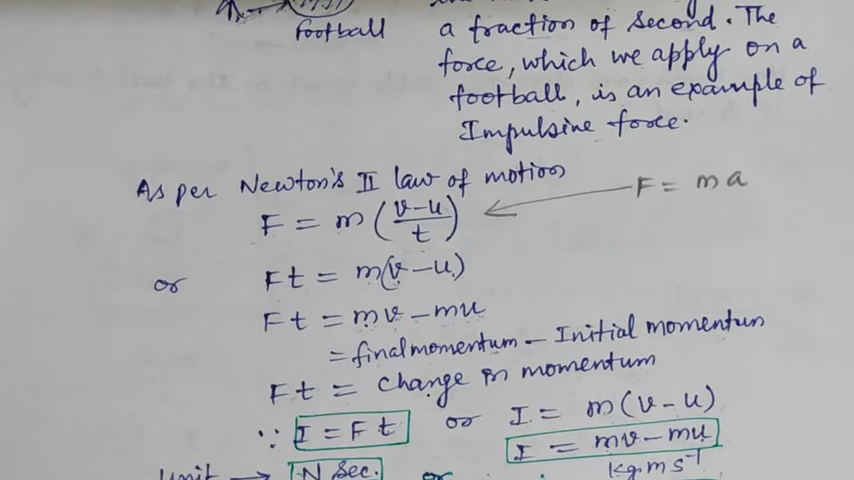 football
a fraction of second. The
force, which we apply on a
football, is an example of
Impulsive force.
As per Newton's II law of motion
F = ma
F = m (v-u/t)
or Ft = m(v-u)
Ft = mv - mu
= final momentum - Initial momentum
Ft = Change in momentum
∵ I = Ft or I = m(v-u)
I = mv - mu
Unit → N Sec. or
kg m s⁻¹